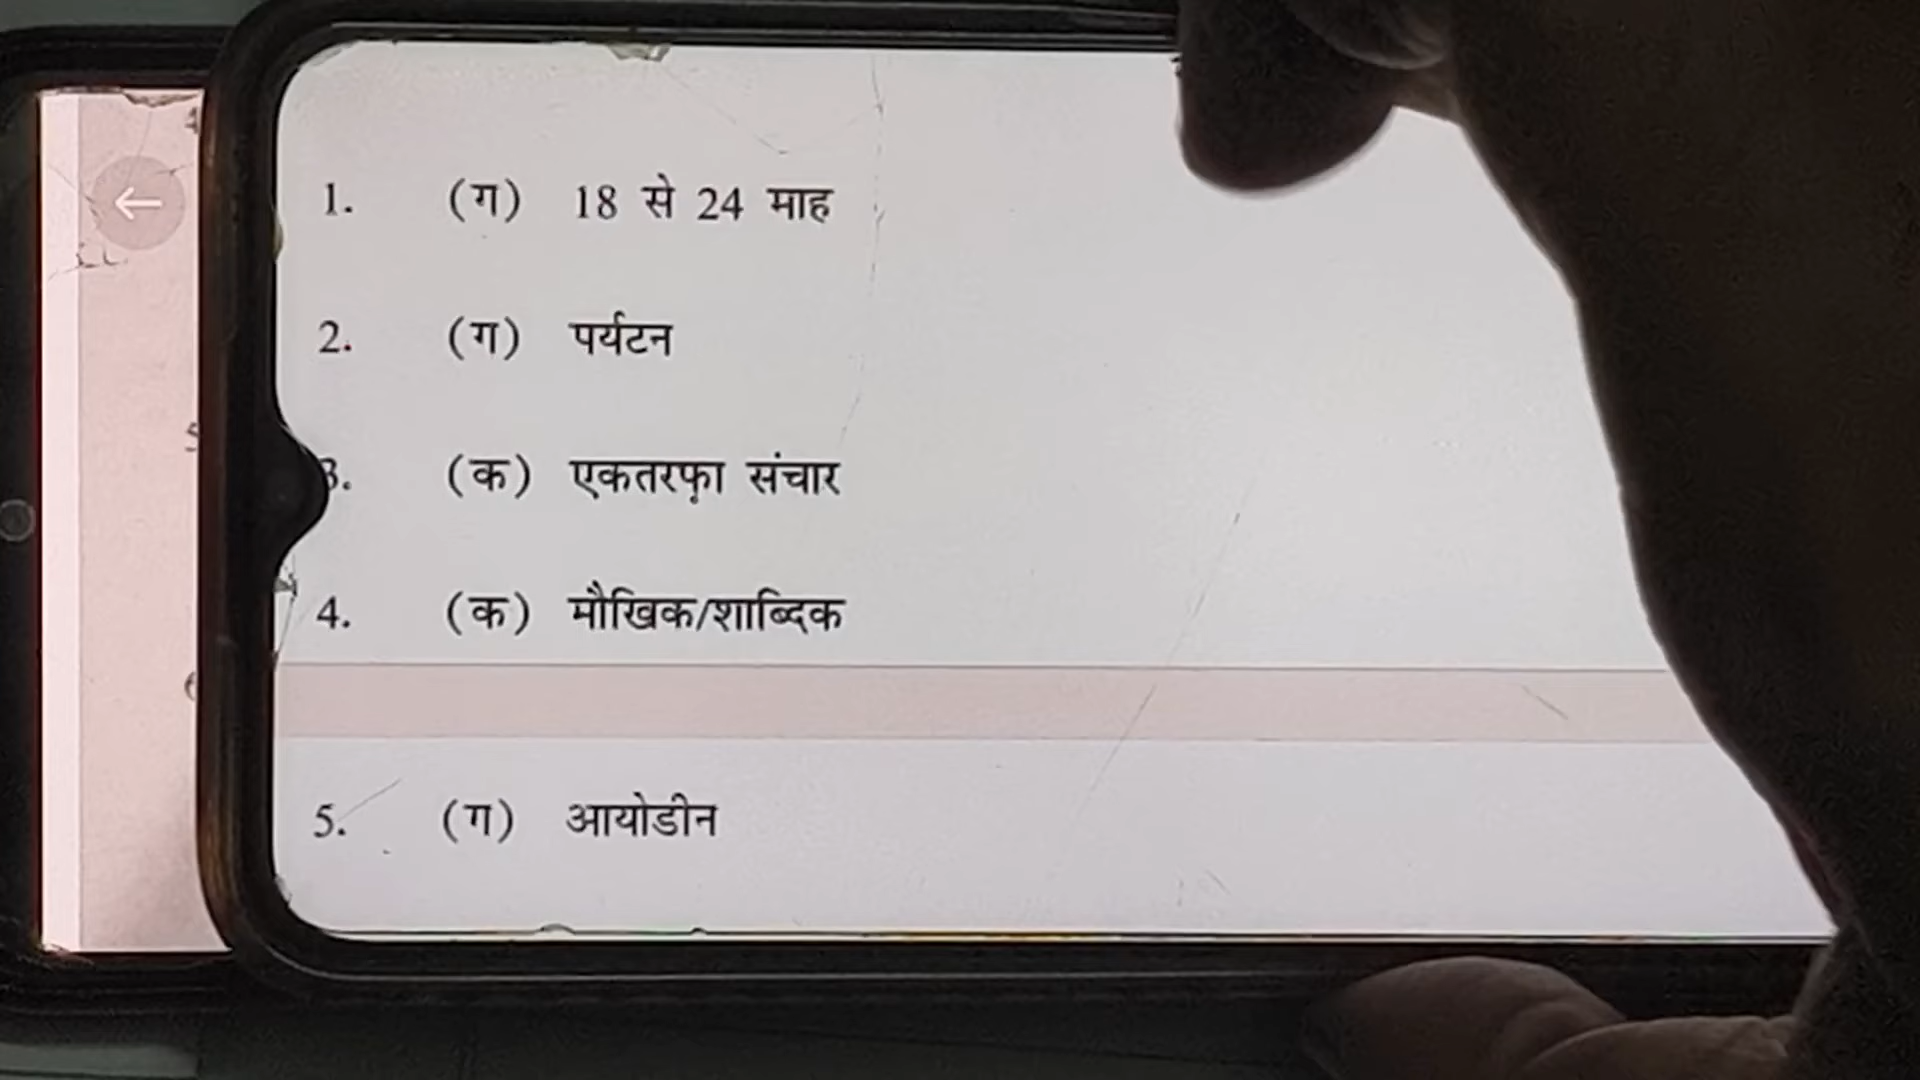 1. (ग) 18 से 24 माह
2. (ग) पर्यटन
3. (क) एकतरफ़ा संचार
4. (क) मौखिक/शाब्दिक
5. (ग) आयोडीन